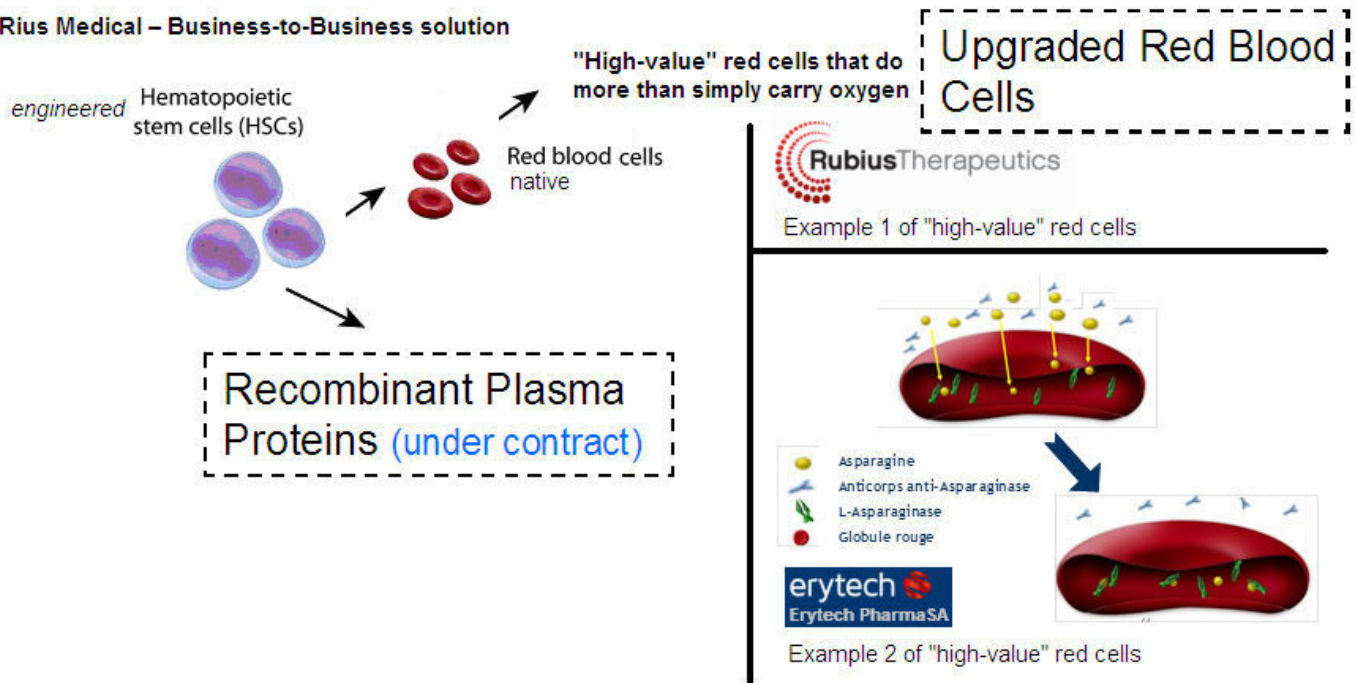 Rius Medical – Business-to-Business solution
engineered Hematopoietic
stem cells (HSCs)
Red blood cells
native
"High-value" red cells that do
more than simply carry oxygen
Upgraded Red Blood
Cells
Recombinant Plasma
Proteins (under contract)
RubiusTherapeutics
Example 1 of "high-value" red cells
Asparagine
Anticorps anti-Asparaginase
L-Asparaginase
Globule rouge
erytech
Erytech PharmaSA
Example 2 of "high-value" red cells